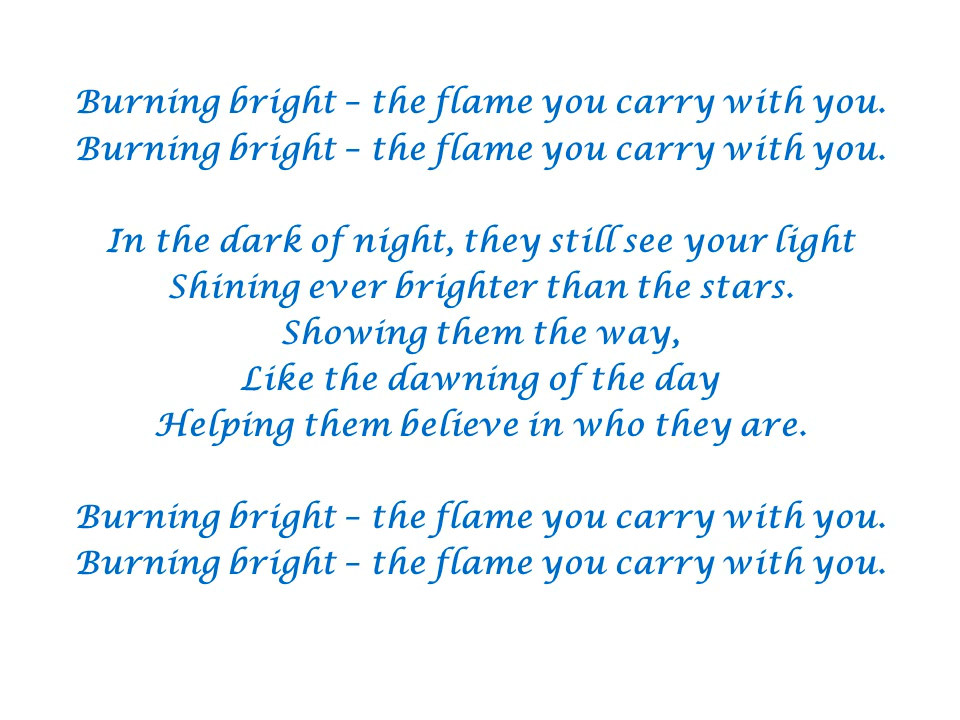 Burning bright – the flame you carry with you.
Burning bright – the flame you carry with you.
In the dark of night, they still see your light
Shining ever brighter than the stars.
Showing them the way,
Like the dawning of the day
Helping them believe in who they are.
Burning bright – the flame you carry with you.
Burning bright – the flame you carry with you.